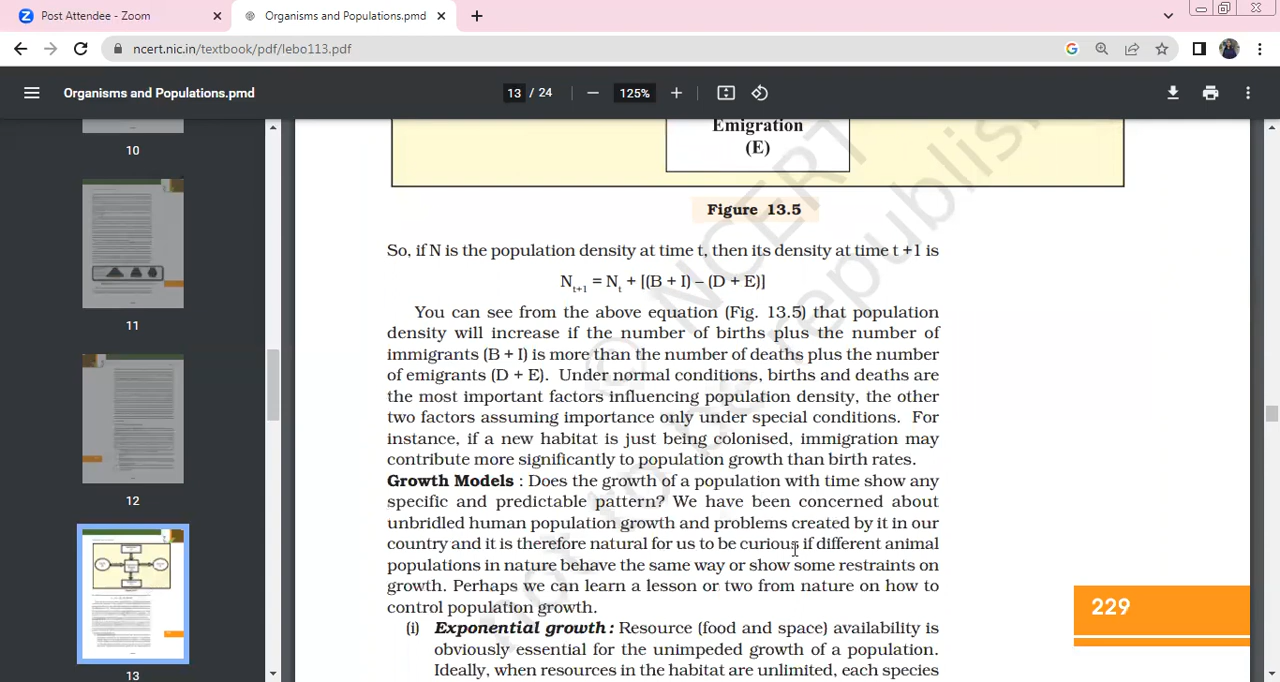 Post Attendee - Zoom
Organisms and Populations.pmd
ncert.nic.in/textbook/pdf/lebo113.pdf
Organisms and Populations.pmd
13 / 24
125%
10
11
12
13
Emigration
(E)
Figure 13.5
So, if N is the population density at time t, then its density at time t +1 is
Nt+1 = Nt + [(B + I) – (D + E)]
You can see from the above equation (Fig. 13.5) that population
density will increase if the number of births plus the number of
immigrants (B + I) is more than the number of deaths plus the number
of emigrants (D + E). Under normal conditions, births and deaths are
the most important factors influencing population density, the other
two factors assuming importance only under special conditions. For
instance, if a new habitat is just being colonised, immigration may
contribute more significantly to population growth than birth rates.
Growth Models : Does the growth of a population with time show any
specific and predictable pattern? We have been concerned about
unbridled human population growth and problems created by it in our
country and it is therefore natural for us to be curious if different animal
populations in nature behave the same way or show some restraints on
growth. Perhaps we can learn a lesson or two from nature on how to
control population growth.
(i) Exponential growth : Resource (food and space) availability is
obviously essential for the unimpeded growth of a population.
Ideally, when resources in the habitat are unlimited, each species
229
© NCERT
not to be republis